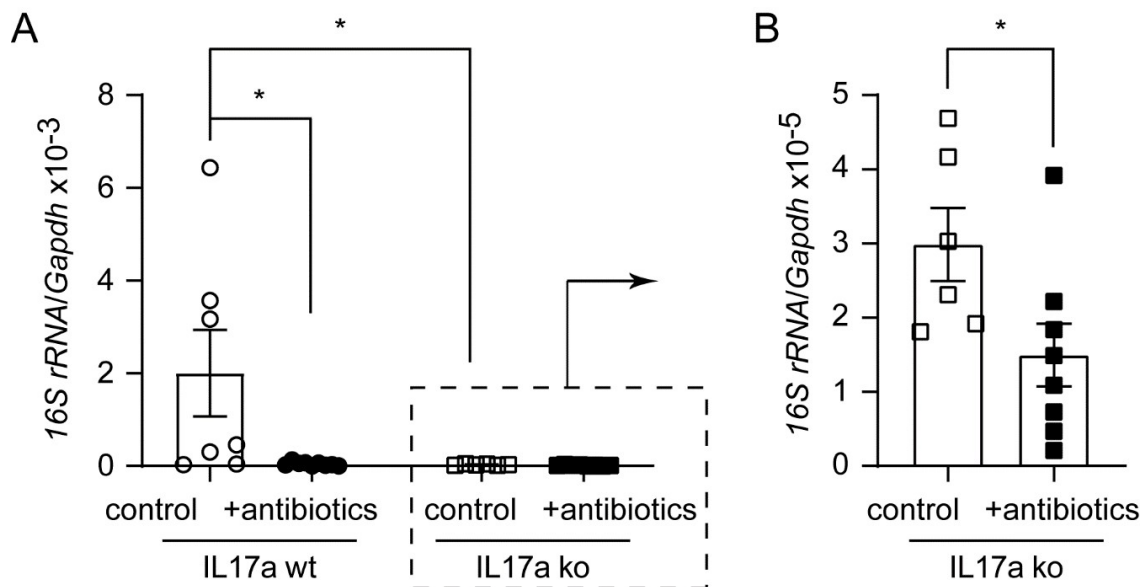 A
*
*
16S rRNA/Gapdh x10-3
8
6
4
2
0
control +antibiotics control +antibiotics
IL17a wt IL17a ko
B
*
16S rRNA/Gapdh x10-5
5
4
3
2
1
0
control +antibiotics
IL17a ko